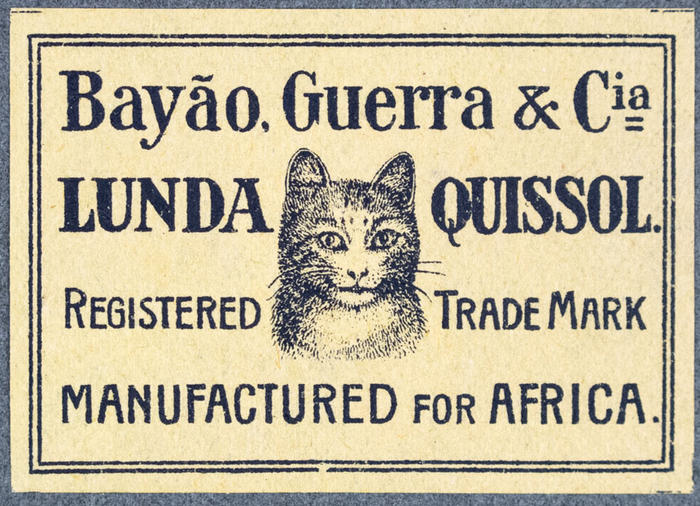 Bayão, Guerra & Cia
LUNDA QUISSOL.
REGISTERED TRADE MARK
MANUFACTURED FOR AFRICA.